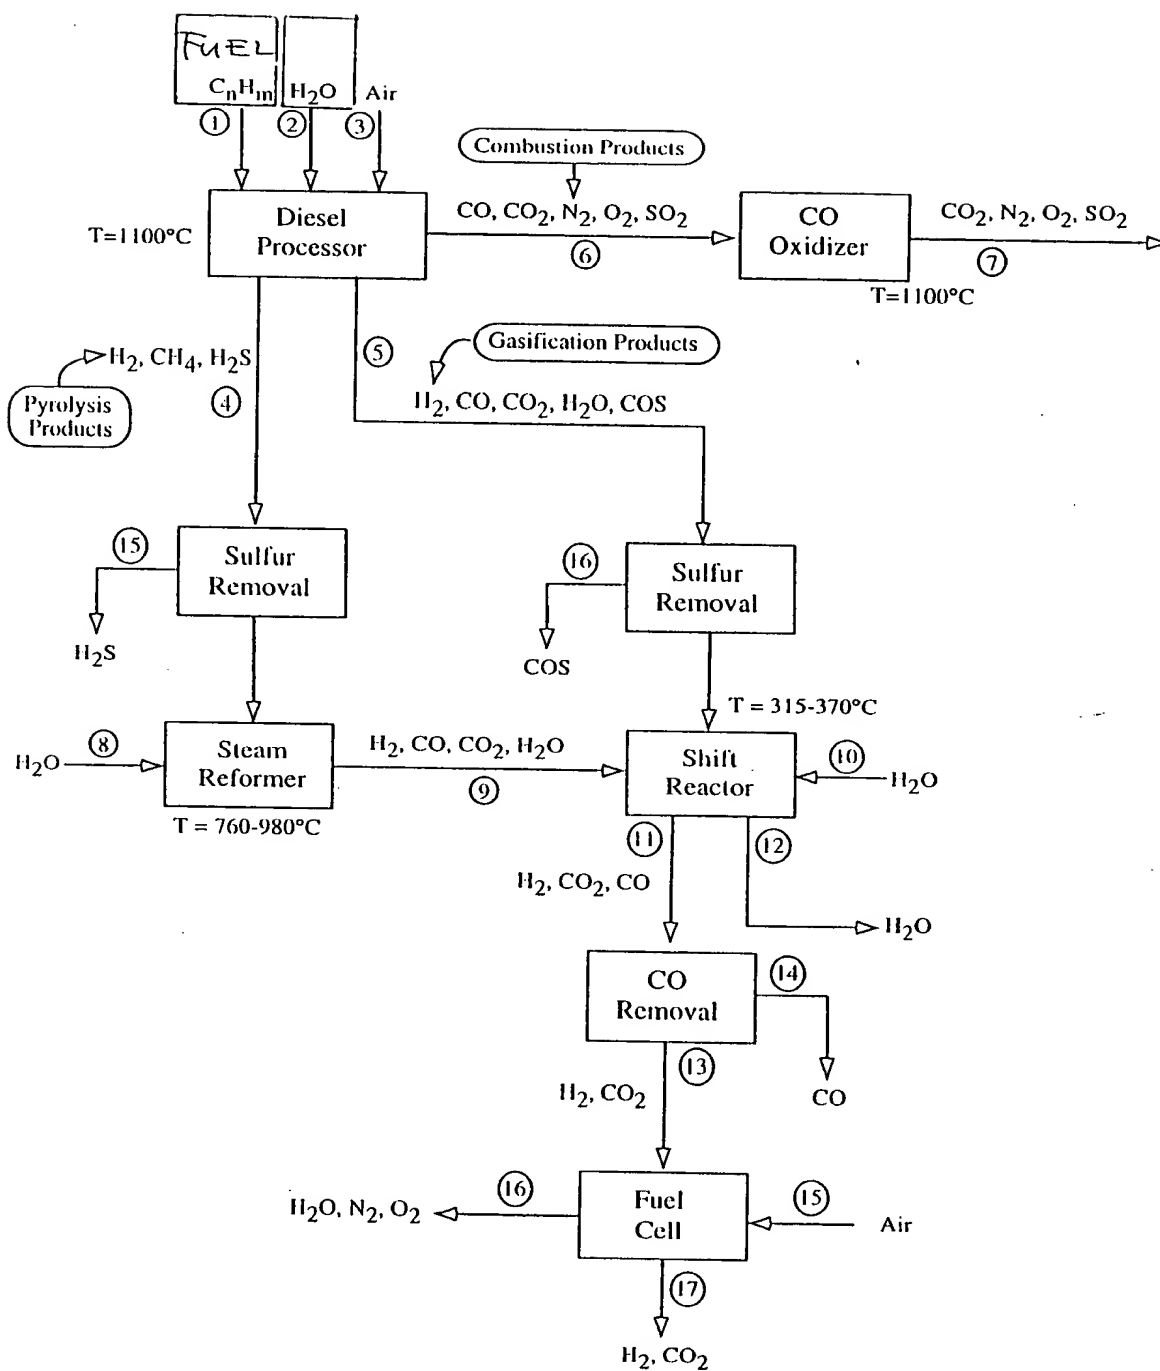 FUEL
CnHm
H2O
Air
1
2
3
Combustion Products
Diesel
Processor
T=1100°C
CO, CO2, N2, O2, SO2
6
CO
Oxidizer
CO2, N2, O2, SO2
7
T=1100°C
H2, CH4, H2S
4
Pyrolysis
Products
5
Gasification Products
H2, CO, CO2, H2O, COS
15
Sulfur
Removal
H2S
16
Sulfur
Removal
COS
T = 315-370°C
H2O
8
Steam
Reformer
T = 760-980°C
H2, CO, CO2, H2O
9
Shift
Reactor
10
H2O
11
12
H2, CO2, CO
H2O
CO
Removal
14
13
H2, CO2
CO
H2O, N2, O2
16
Fuel
Cell
15
Air
17
H2, CO2